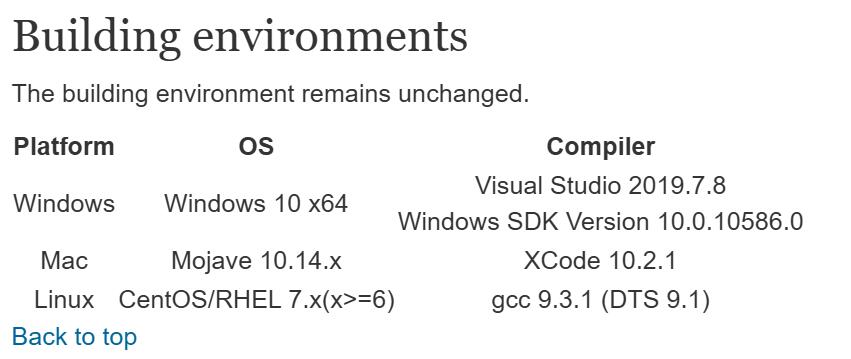 Building environments
The building environment remains unchanged.
Platform OS Compiler
Windows Windows 10 x64 Visual Studio 2019.7.8
Windows SDK Version 10.0.10586.0
Mac Mojave 10.14.x XCode 10.2.1
Linux CentOS/RHEL 7.x(x>=6) gcc 9.3.1 (DTS 9.1)
Back to top